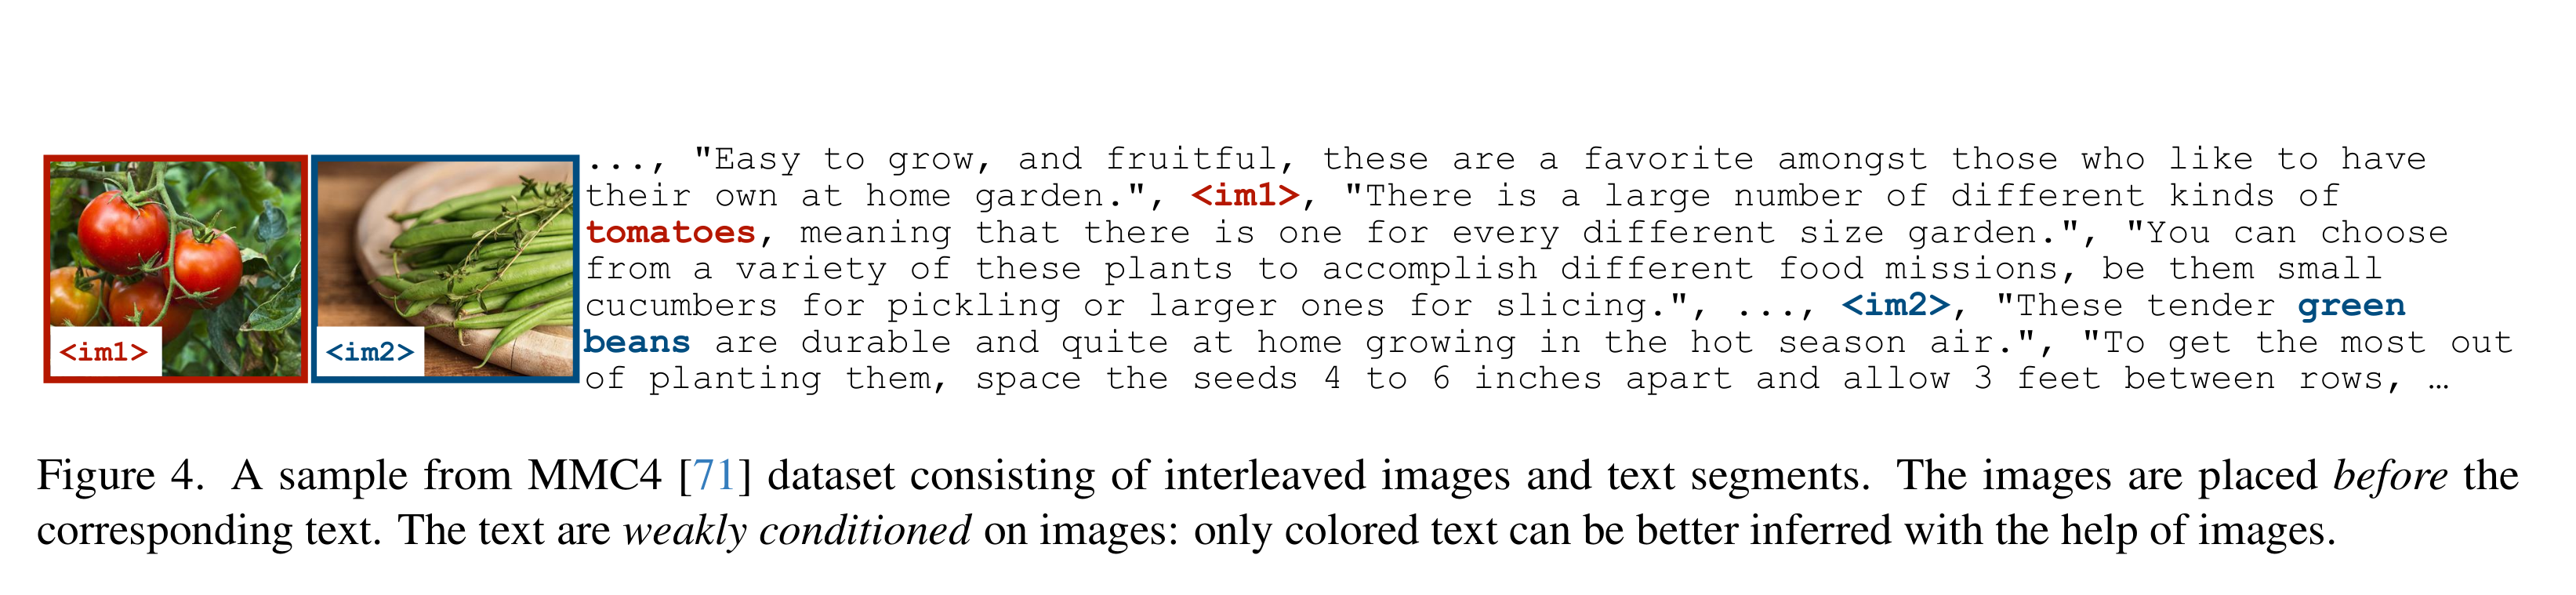 ..., "Easy to grow, and fruitful, these are a favorite amongst those who like to have
their own at home garden.", <im1>, "There is a large number of different kinds of
tomatoes, meaning that there is one for every different size garden.", "You can choose
from a variety of these plants to accomplish different food missions, be them small
cucumbers for pickling or larger ones for slicing.", ..., <im2>, "These tender green
beans are durable and quite at home growing in the hot season air.", "To get the most out
of planting them, space the seeds 4 to 6 inches apart and allow 3 feet between rows, …
<im1>
<im2>
Figure 4. A sample from MMC4 [71] dataset consisting of interleaved images and text segments. The images are placed before the
corresponding text. The text are weakly conditioned on images: only colored text can be better inferred with the help of images.